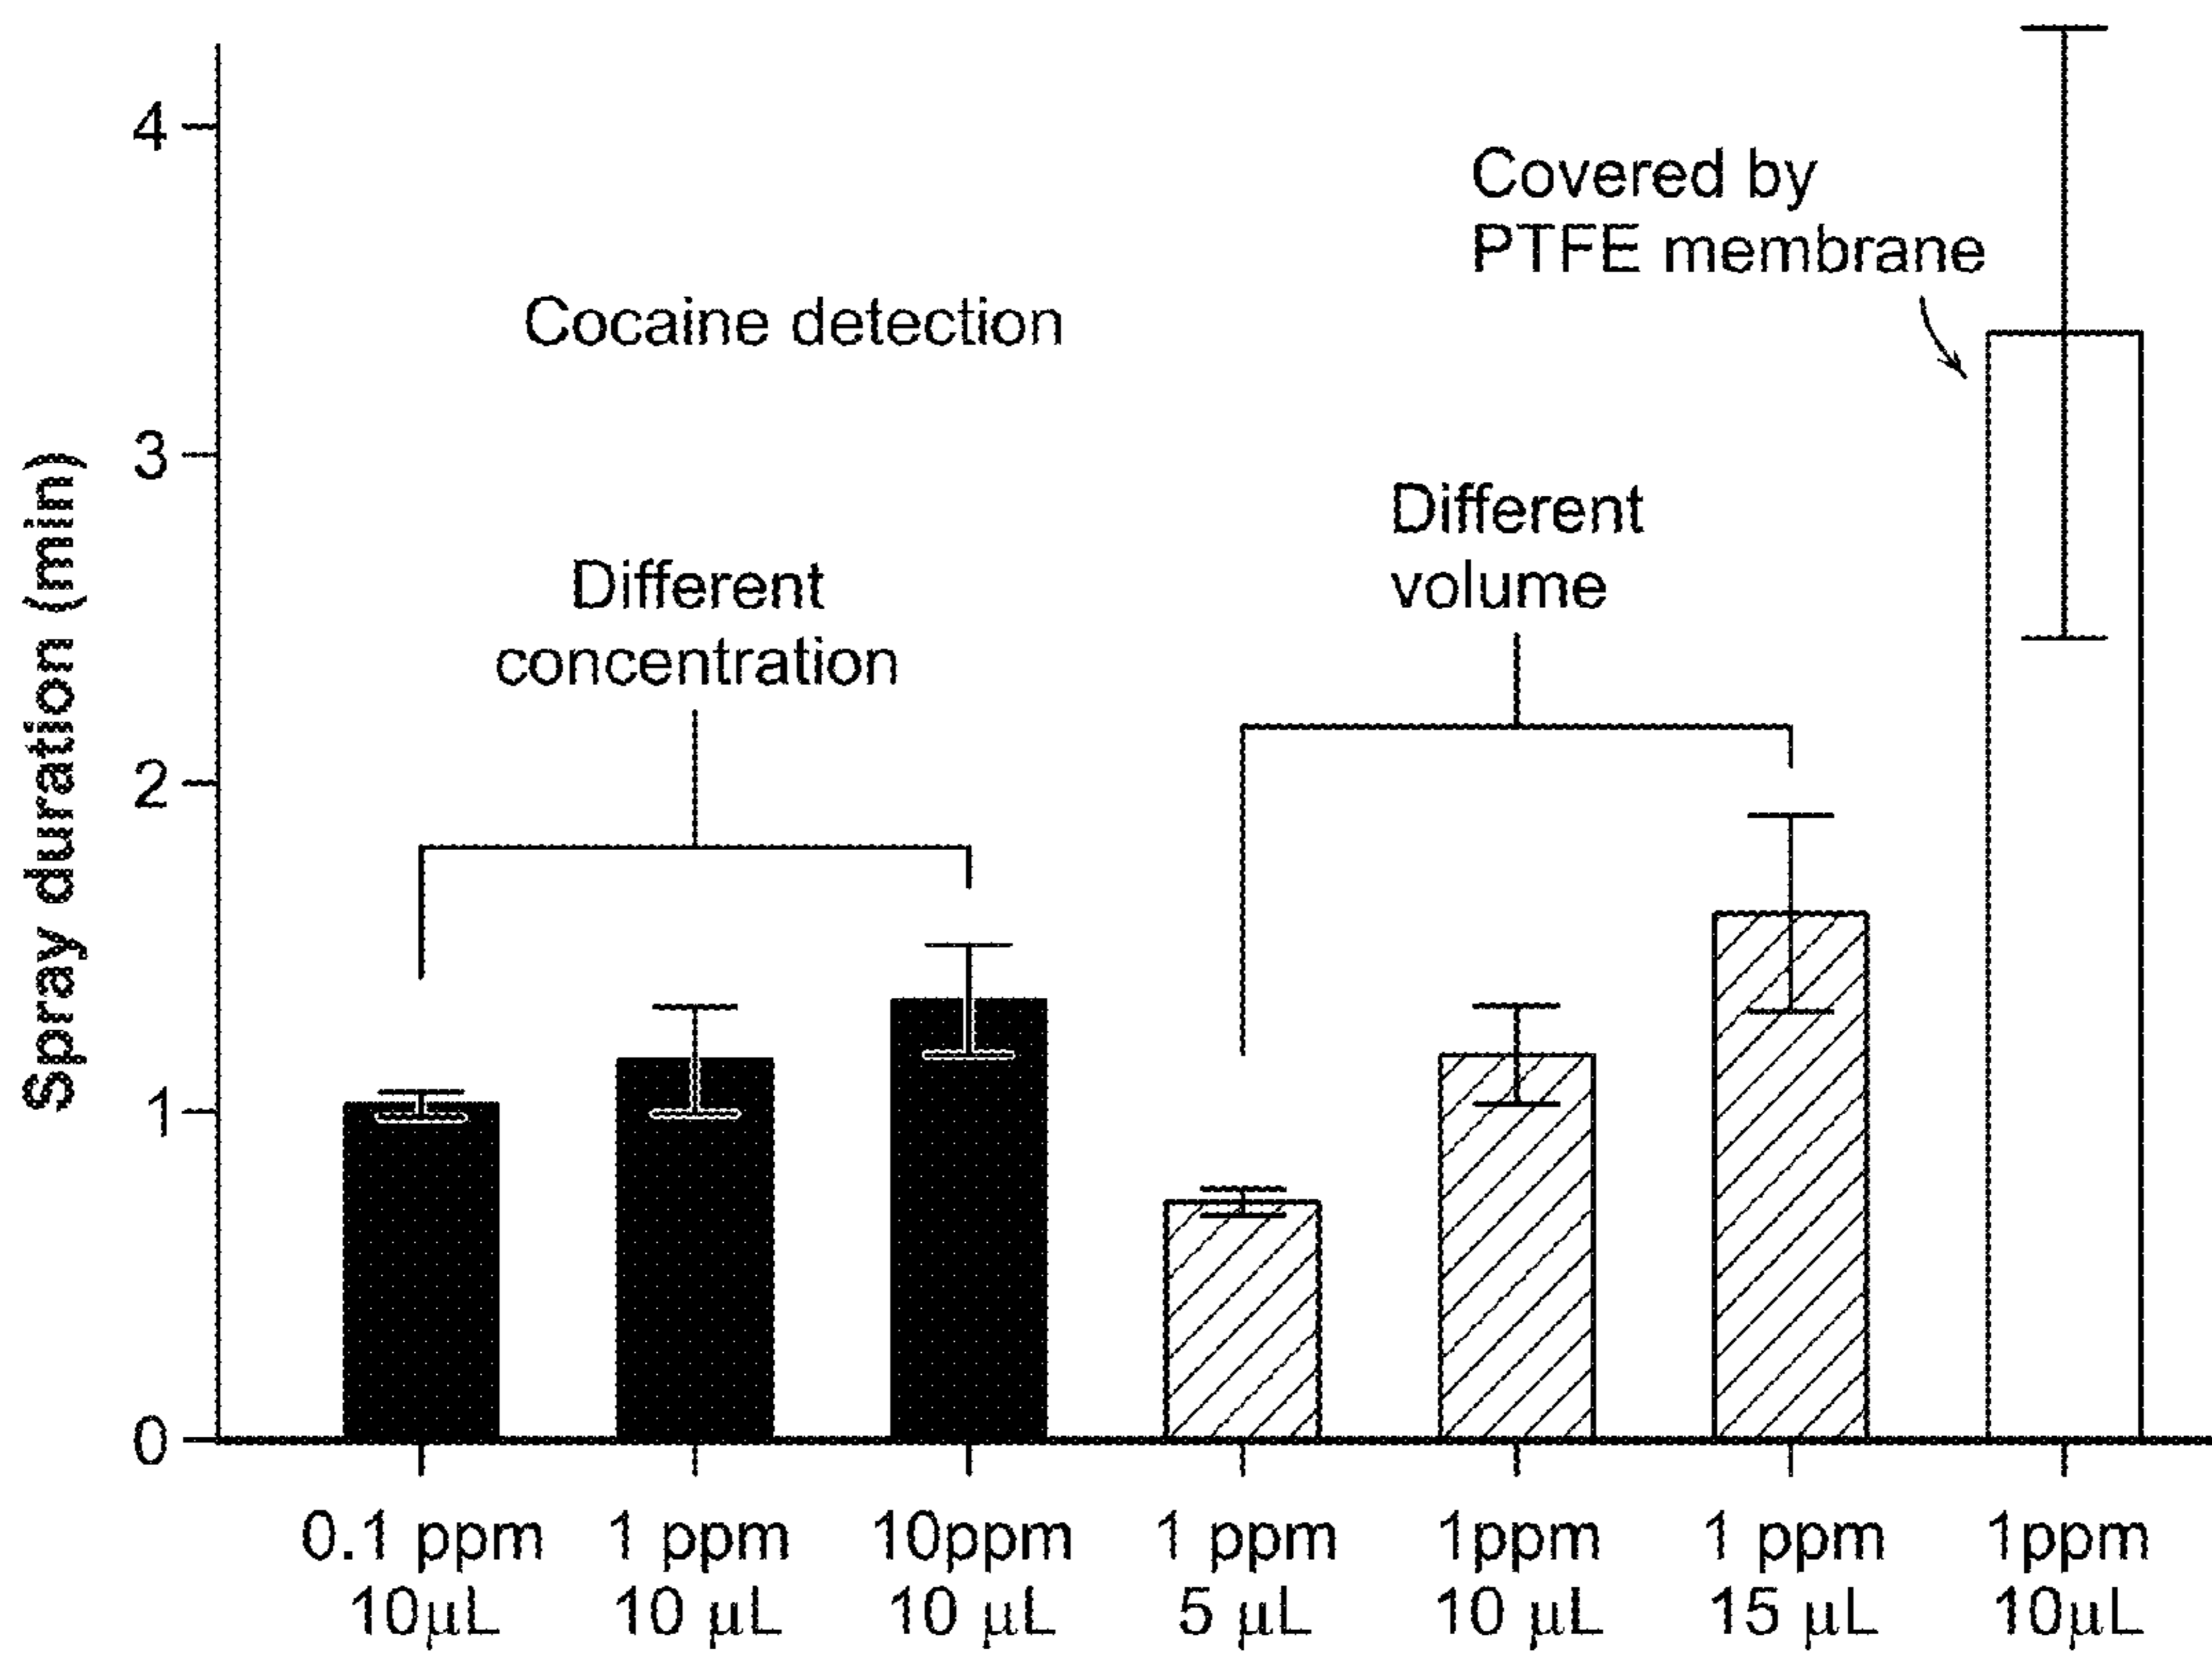 Spray duration (min)
4
3
2
1
0
Cocaine detection
Different
concentration
Different
volume
Covered by
PTFE membrane
0.1 ppm
10μL
1 ppm
10 μL
10ppm
10 μL
1 ppm
5 μL
1ppm
10 μL
1 ppm
15 μL
1ppm
10μL